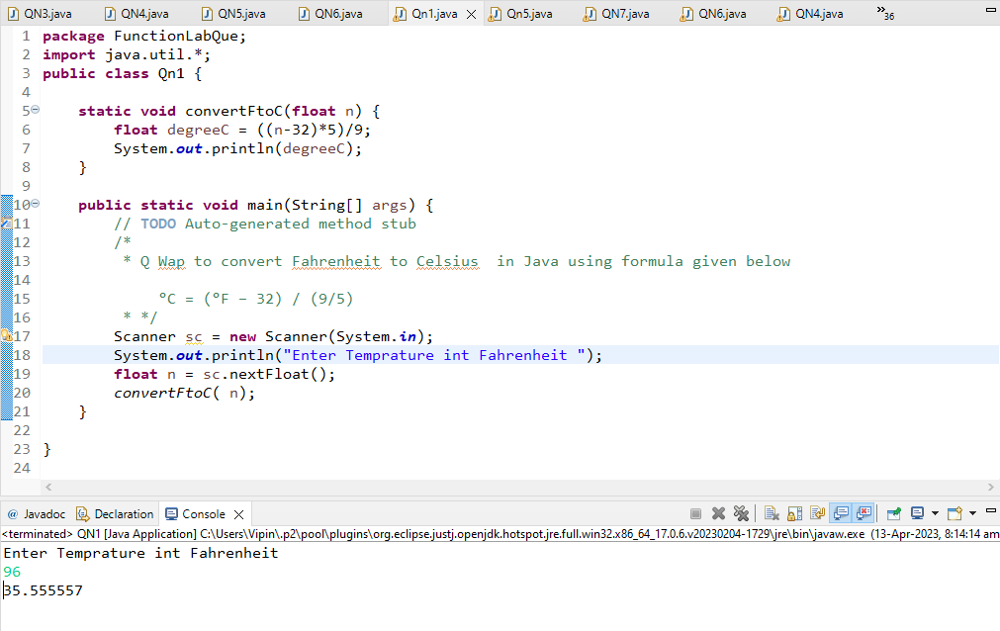 QN3.java QN4.java QN5.java QN6.java Qn1.java Qn5.java QN7.java QN6.java QN4.java »36
1 package FunctionLabQue;
2 import java.util.*;
3 public class Qn1 {
4
5 static void convertFtoC(float n) {
6 float degreeC = ((n-32)*5)/9;
7 System.out.println(degreeC);
8 }
9
10 public static void main(String[] args) {
11 // TODO Auto-generated method stub
12 /*
13 * Q Wap to convert Fahrenheit to Celsius  in Java using formula given below
14
15 °C = (°F − 32) / (9/5)
16 * */
17 Scanner sc = new Scanner(System.in);
18 System.out.println("Enter Temprature int Fahrenheit ");
19 float n = sc.nextFloat();
20 convertFtoC( n);
21 }
22
23 }
24
@ Javadoc Declaration Console
<terminated> QN1 [Java Application] C:\Users\Vipin\.p2\pool\plugins\org.eclipse.justj.openjdk.hotspot.jre.full.win32.x86_64_17.0.6.v20230204-1729\jre\bin\javaw.exe (13-Apr-2023, 8:14:14 am
Enter Temprature int Fahrenheit
96
35.555557